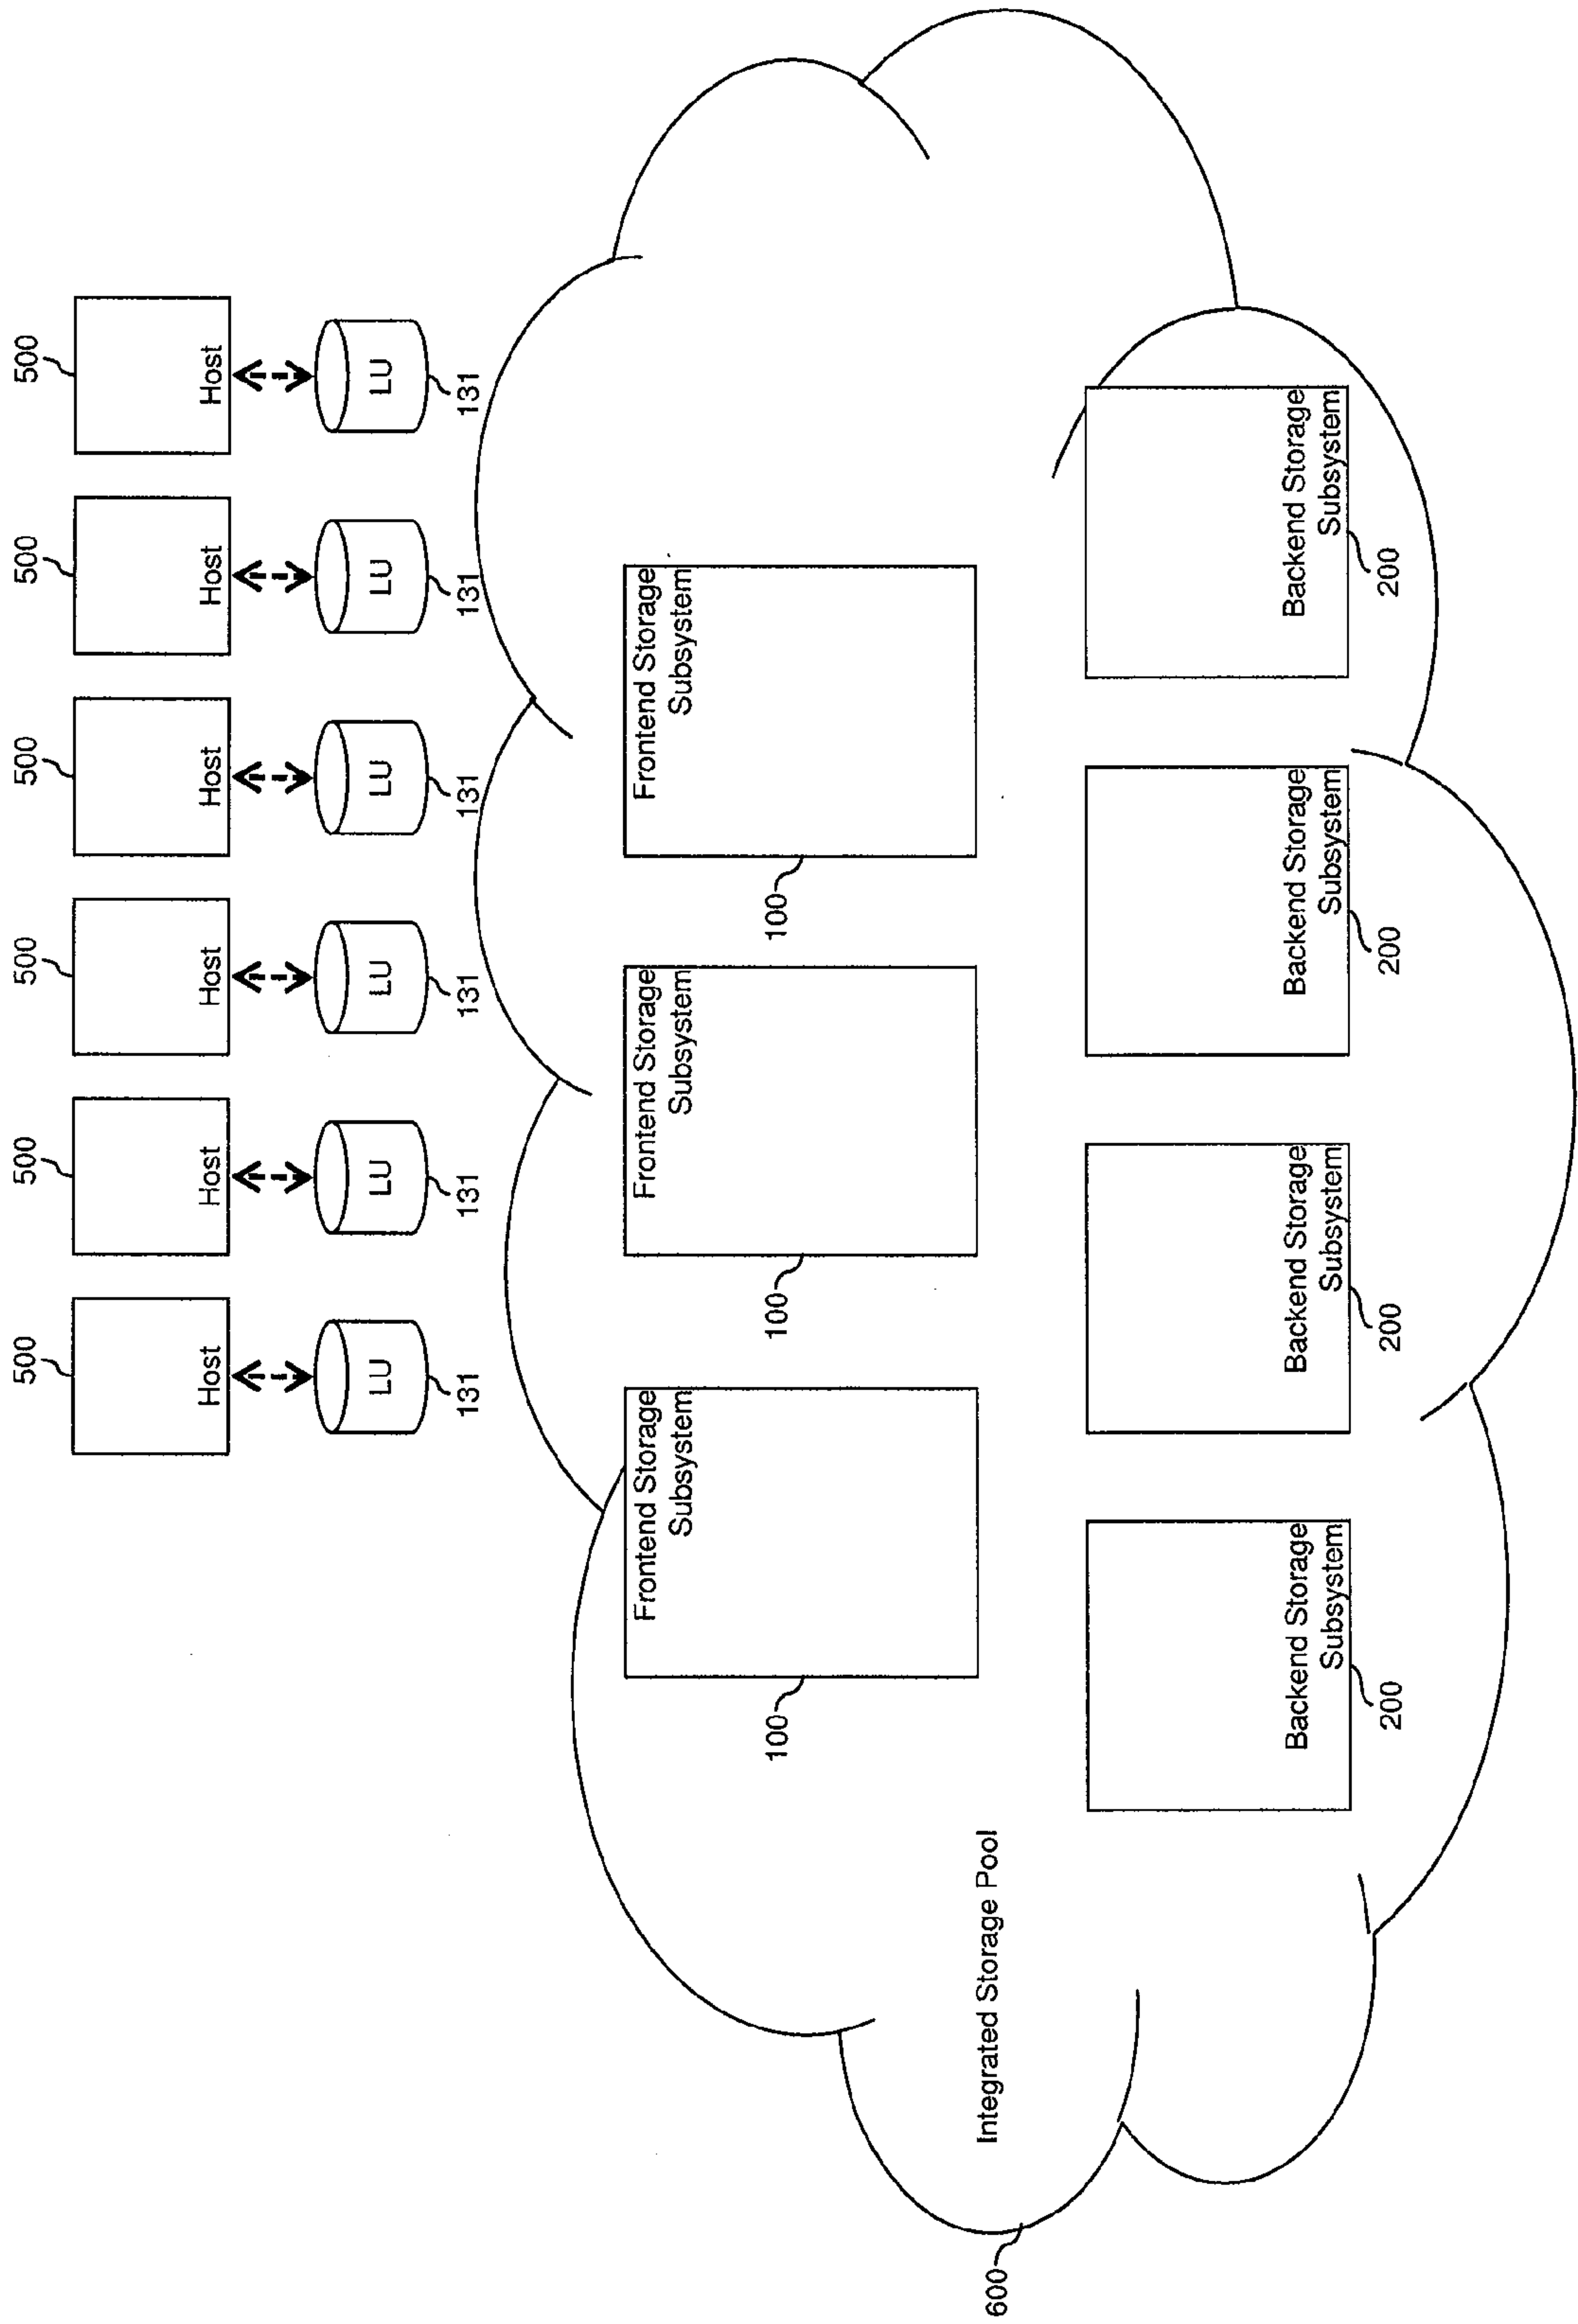 500
500
500
500
500
500
Host
Host
Host
Host
Host
Host
LU
LU
LU
LU
LU
LU
131
131
131
131
131
131
Frontend Storage
Subsystem
Frontend Storage
Subsystem
Frontend Storage
Subsystem
100
100
100
Integrated Storage Pool
600
Backend Storage
Subsystem
Backend Storage
Subsystem
Backend Storage
Subsystem
Backend Storage
Subsystem
200
200
200
200